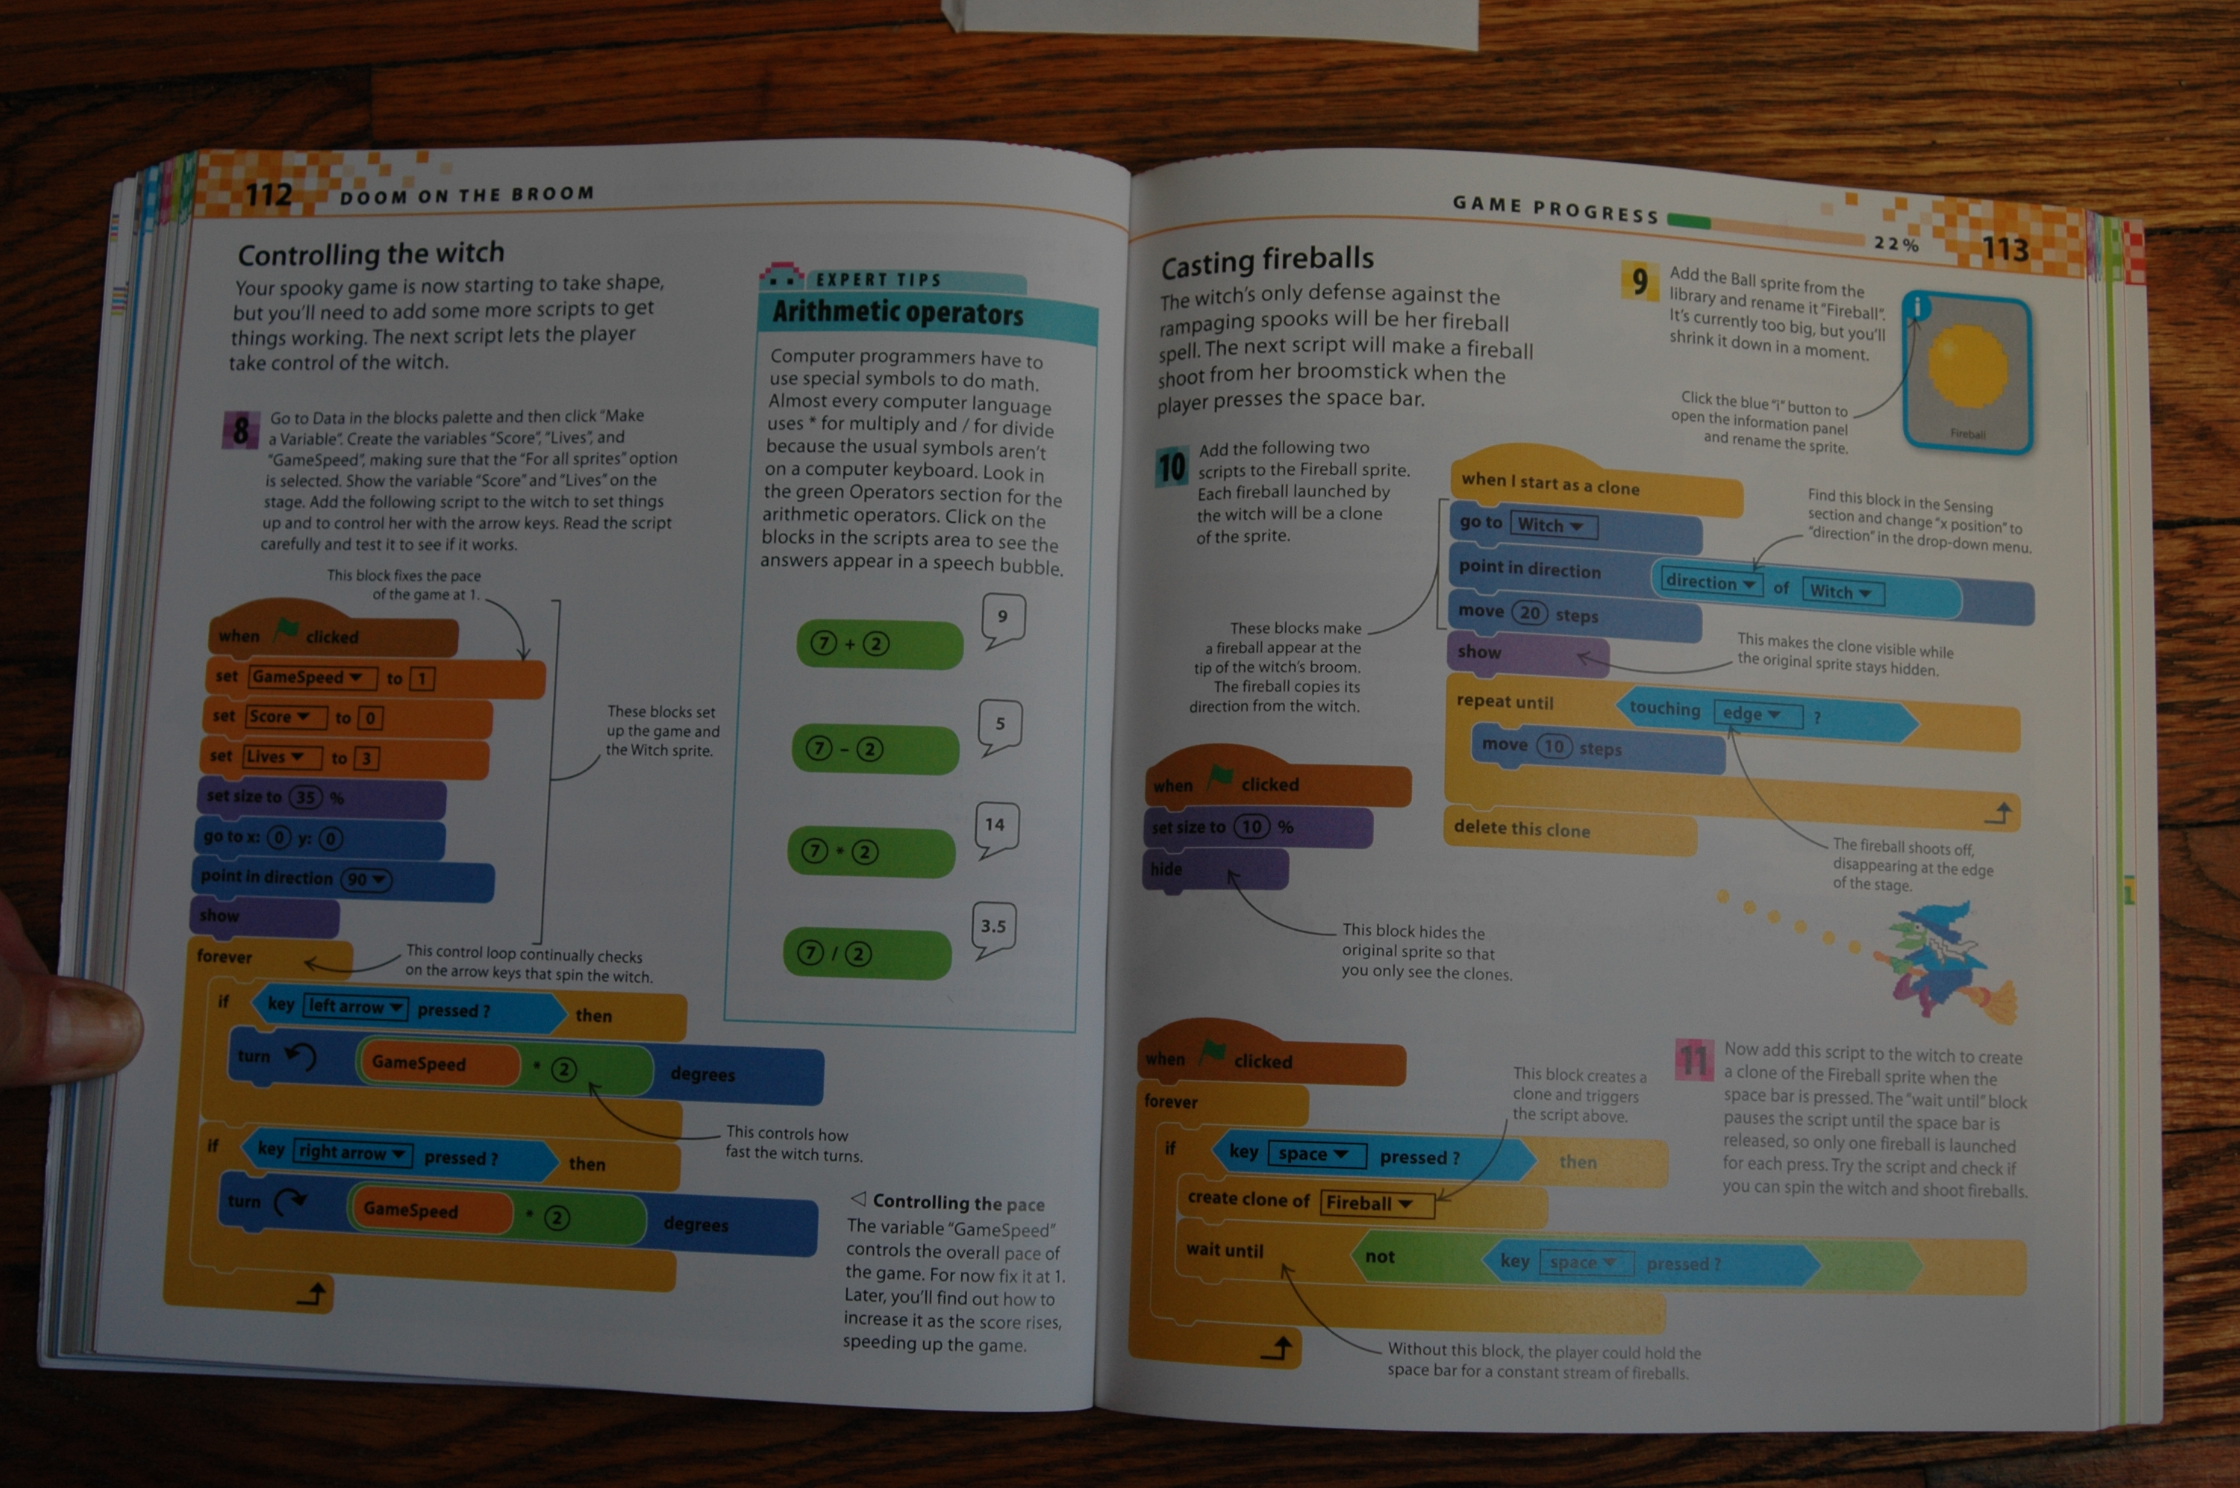 112 DOOM ON THE BROOM
Controlling the witch
Your spooky game is now starting to take shape,
but you'll need to add some more scripts to get
things working. The next script lets the player
take control of the witch.
8
Go to Data in the blocks palette and then click "Make
a Variable". Create the variables "Score", "Lives", and
"GameSpeed", making sure that the "For all sprites" option
is selected. Show the variable "Score" and "Lives" on the
stage. Add the following script to the witch to set things
up and to control her with the arrow keys. Read the script
carefully and test it to see if it works.
This block fixes the pace
of the game at 1.
when clicked
set GameSpeed to 1
set Score to 0
set Lives to 3
set size to 35 %
go to x: 0 y: 0
point in direction 90
show
forever
if key left arrow pressed ? then
turn GameSpeed * 2 degrees
if key right arrow pressed ? then
turn GameSpeed * 2 degrees
These blocks set
up the game and
the Witch sprite.
This control loop continually checks
on the arrow keys that spin the witch.
This controls how
fast the witch turns.
◁ Controlling the pace
The variable "GameSpeed"
controls the overall pace of
the game. For now fix it at 1.
Later, you'll find out how to
increase it as the score rises,
speeding up the game.
EXPERT TIPS
Arithmetic operators
Computer programmers have to
use special symbols to do math.
Almost every computer language
uses * for multiply and / for divide
because the usual symbols aren't
on a computer keyboard. Look in
the green Operators section for the
arithmetic operators. Click on the
blocks in the scripts area to see the
answers appear in a speech bubble.
7 + 2
9
7 - 2
5
7 * 2
14
7 / 2
3.5
GAME PROGRESS 22% 113
Casting fireballs
The witch's only defense against the
rampaging spooks will be her fireball
spell. The next script will make a fireball
shoot from her broomstick when the
player presses the space bar.
9
Add the Ball sprite from the
library and rename it "Fireball".
It's currently too big, but you'll
shrink it down in a moment.
i
Fireball
Click the blue "i" button to
open the information panel
and rename the sprite.
10
Add the following two
scripts to the Fireball sprite.
Each fireball launched by
the witch will be a clone
of the sprite.
when I start as a clone
go to Witch
point in direction direction of Witch
move 20 steps
show
repeat until touching edge ?
move 10 steps
delete this clone
Find this block in the Sensing
section and change "x position" to
"direction" in the drop-down menu.
These blocks make
a fireball appear at the
tip of the witch's broom.
The fireball copies its
direction from the witch.
This makes the clone visible while
the original sprite stays hidden.
The fireball shoots off,
disappearing at the edge
of the stage.
when clicked
set size to 10 %
hide
This block hides the
original sprite so that
you only see the clones.
when clicked
forever
if key space pressed ? then
create clone of Fireball
wait until not key space pressed ?
This block creates a
clone and triggers
the script above.
11
Now add this script to the witch to create
a clone of the Fireball sprite when the
space bar is pressed. The "wait until" block
pauses the script until the space bar is
released, so only one fireball is launched
for each press. Try the script and check if
you can spin the witch and shoot fireballs.
Without this block, the player could hold the
space bar for a constant stream of fireballs.